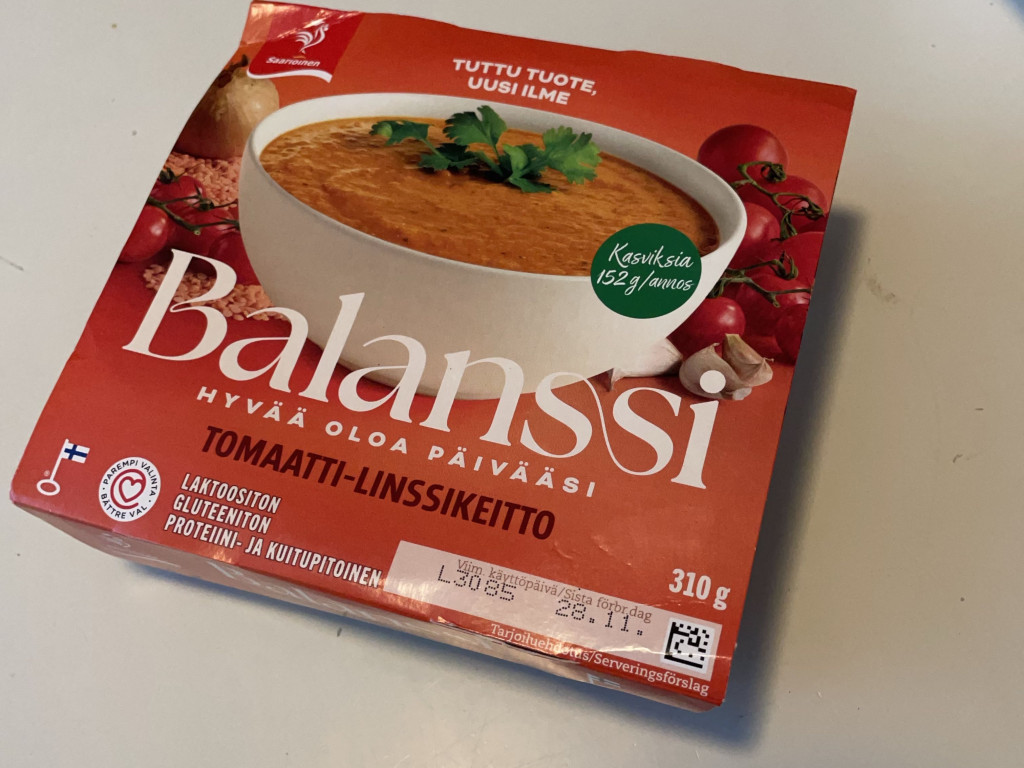 Saarioinen
TUTTU TUOTE,
UUSI ILME
Kasviksia
152 g/annos
Balanssi
HYVÄÄ OLOA PÄIVÄÄSI
TOMAATTI-LINSSIKEITTO
PAREMPI VALINTA
BÄTTRE VAL
LAKTOOSITON
GLUTEENITON
PROTEIINI- JA KUITUPITOINEN
Viim. käyttöpäivä/Sista förbr.dag
L3085 28.11.
310 g
Tarjoiluehdotus/Serveringsförslag